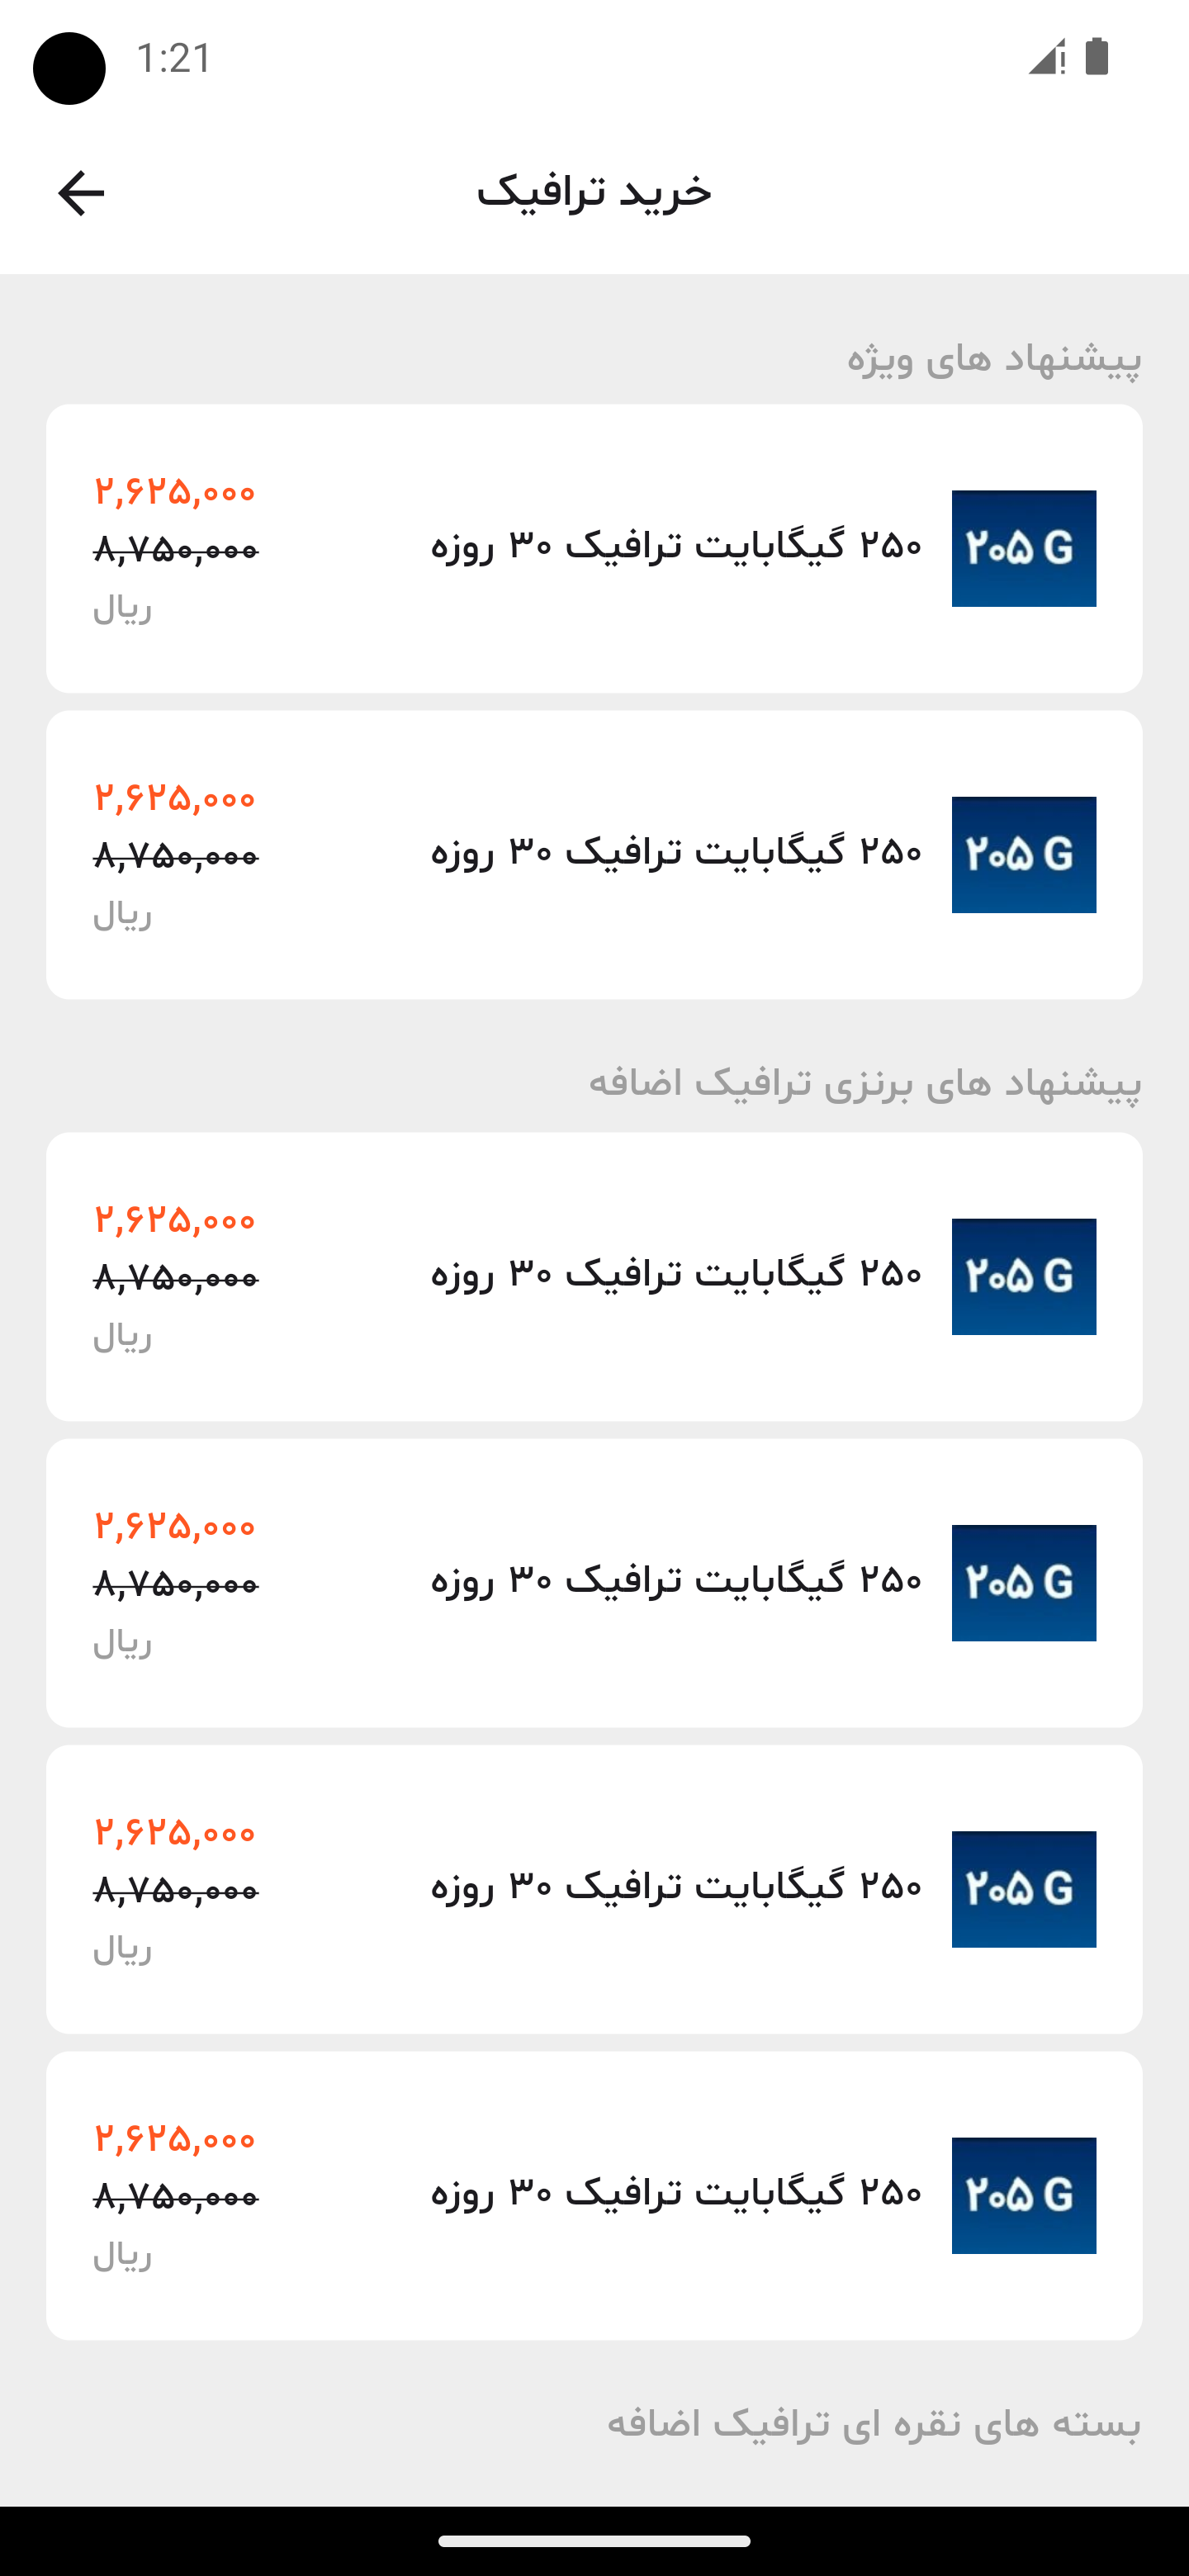 1:21
خرید ترافیک
پیشنهاد های ویژه
۲۰۵ G
۲۵۰ گیگابایت ترافیک ۳۰ روزه
۲,۶۲۵,۰۰۰
۸,۷۵۰,۰۰۰
ریال
۲۰۵ G
۲۵۰ گیگابایت ترافیک ۳۰ روزه
۲,۶۲۵,۰۰۰
۸,۷۵۰,۰۰۰
ریال
پیشنهاد های برنزی ترافیک اضافه
۲۰۵ G
۲۵۰ گیگابایت ترافیک ۳۰ روزه
۲,۶۲۵,۰۰۰
۸,۷۵۰,۰۰۰
ریال
۲۰۵ G
۲۵۰ گیگابایت ترافیک ۳۰ روزه
۲,۶۲۵,۰۰۰
۸,۷۵۰,۰۰۰
ریال
۲۰۵ G
۲۵۰ گیگابایت ترافیک ۳۰ روزه
۲,۶۲۵,۰۰۰
۸,۷۵۰,۰۰۰
ریال
۲۰۵ G
۲۵۰ گیگابایت ترافیک ۳۰ روزه
۲,۶۲۵,۰۰۰
۸,۷۵۰,۰۰۰
ریال
بسته های نقره ای ترافیک اضافه